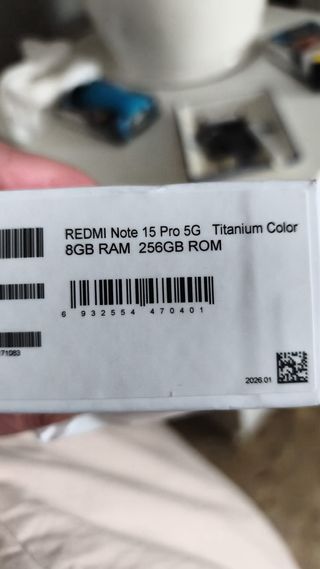 REDMI Note 15 Pro 5G Titanium Color
8GB RAM 256GB ROM
6 932554 470401
71083
2026.01